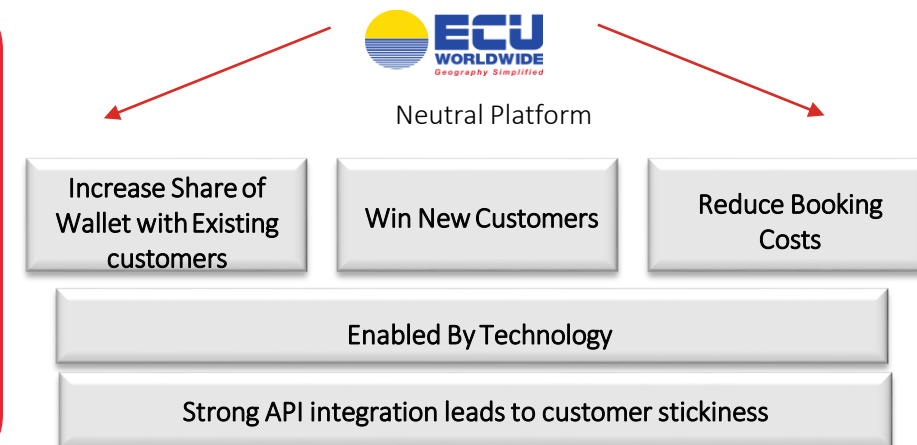 ECU
WORLDWIDE
Geography Simplified
Neutral Platform
Increase Share of
Wallet with Existing
customers
Win New Customers
Reduce Booking
Costs
Enabled By Technology
Strong API integration leads to customer stickiness